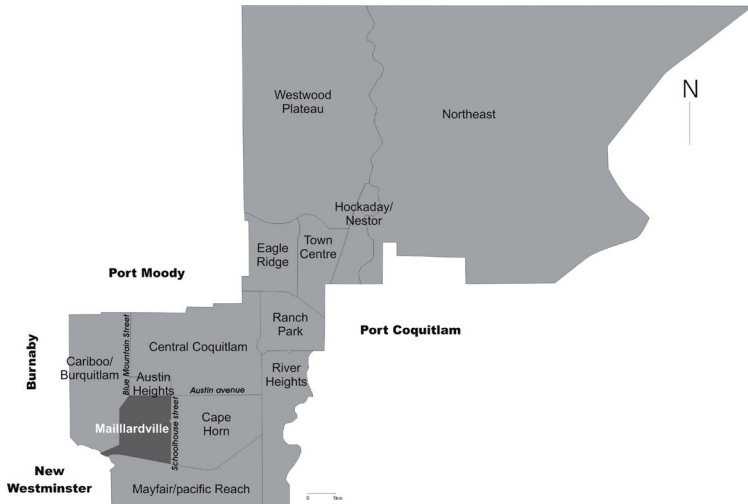 Westwood
Plateau
Northeast
N
Hockaday/
Nestor
Eagle
Ridge
Town
Centre
Port Moody
Ranch
Park
Port Coquitlam
Burnaby
Blue Mountain Street
Central Coquitlam
Cariboo/
Burquitlam
Austin
Heights
Austin avenue
River
Heights
Mailllardville
Schoolhouse street
Cape
Horn
New
Westminster
Mayfair/pacific Reach
0 1km